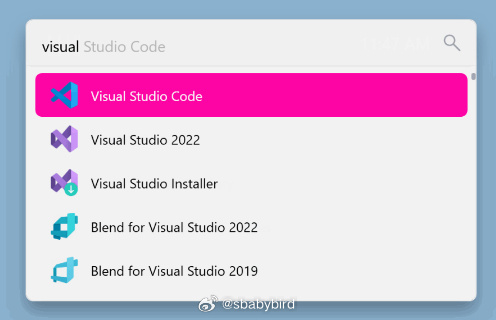 visual Studio Code
Visual Studio Code
Visual Studio 2022
Visual Studio Installer
Blend for Visual Studio 2022
Blend for Visual Studio 2019
@sbabybird